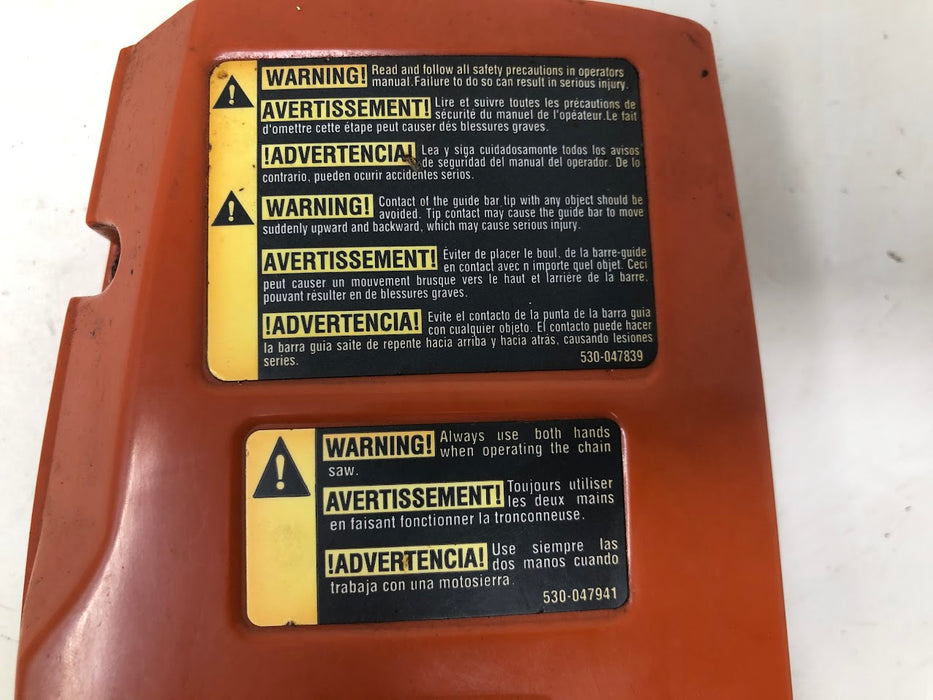 WARNING! Read and follow all safety precautions in operators
manual.Failure to do so can result in serious injury.
AVERTISSEMENT! Lire et suivre toutes les précautions de
sécurité du manuel de l'opéateur.Le fait
d'omettre cette étape peut causer dés blessures graves.
!ADVERTENCIA! Lea y siga cuidadosamonte todos los avisos
de seguridad del manual del operador. De lo
contrario, pueden ocurir accidentes serios.
WARNING! Contact of the guide bar tip with any object should be
avoided. Tip contact may cause the guide bar to move
suddenly upward and backward, which may cause serious injury.
AVERTISSEMENT! Éviter de placer le boul, de la barre-guide
en contact avec n importe quel objet. Ceci
peut causer un mouvement brusque vers le haut et larrière de la barre.
pouvant résulter en de blessures graves.
!ADVERTENCIA! Evite el contacto de la punta de la barra guia
con cualquier objeto. El contacto puede hacer
la barra guia saite de repente hacia arriba y hacia atrás, causando lesiones
series.
530-047839
WARNING! Always use both hands
when operating the chain
saw.
AVERTISSEMENT! Toujours utiliser
les deux mains
en faisant fonctionner la tronconneuse.
!ADVERTENCIA! Use siempre las
dos manos cuando
trabaja con una motosierra.
530-047941